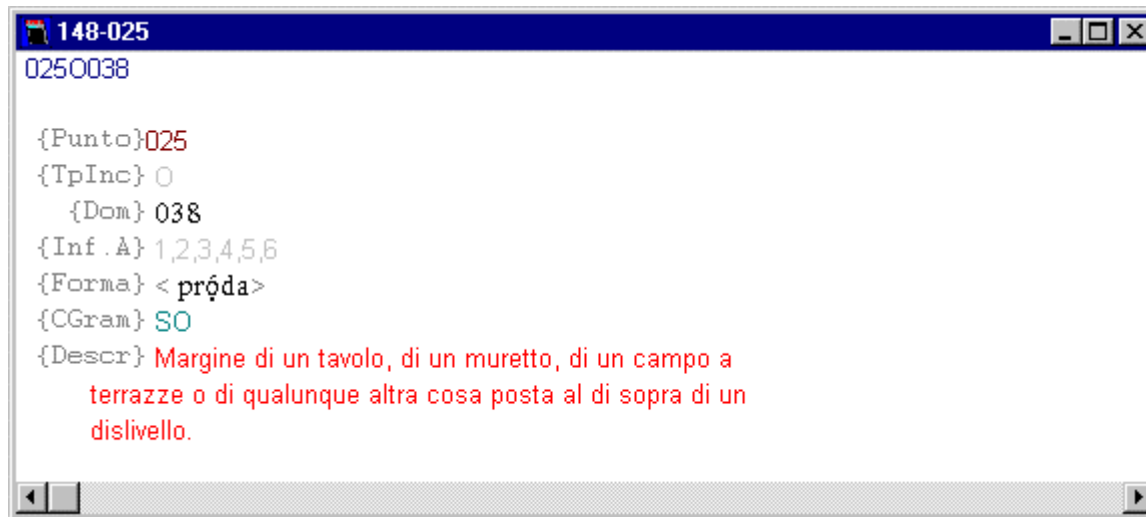 148-025
025O038
{Punto}025
{TpInc} O
{Dom} 038
{Inf.A} 1,2,3,4,5,6
{Forma} < prọ́da>
{CGram} SO
{Descr} Margine di un tavolo, di un muretto, di un campo a
terrazze o di qualunque altra cosa posta al di sopra di un
dislivello.